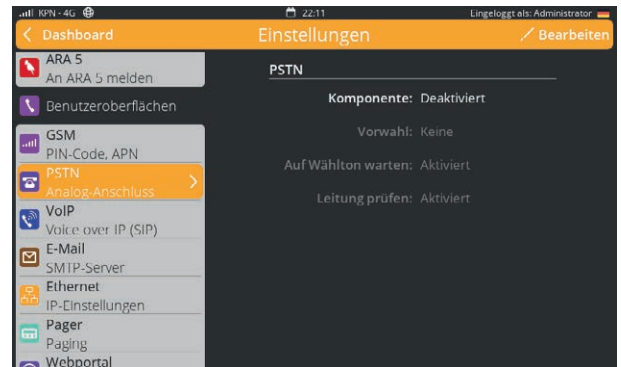 KPN - 4G 22:11 Eingeloggt als: Administrator
Dashboard Einstellungen Bearbeiten
ARA 5
An ARA 5 melden
Benutzeroberflächen
GSM
PIN-Code, APN
PSTN
Analog-Anschluss
VoIP
Voice over IP (SIP)
E-Mail
SMTP-Server
Ethernet
IP-Einstellungen
Pager
Paging
Webportal
PSTN
Komponente: Deaktiviert
Vorwahl: Keine
Auf Wählton warten: Aktiviert
Leitung prüfen: Aktiviert